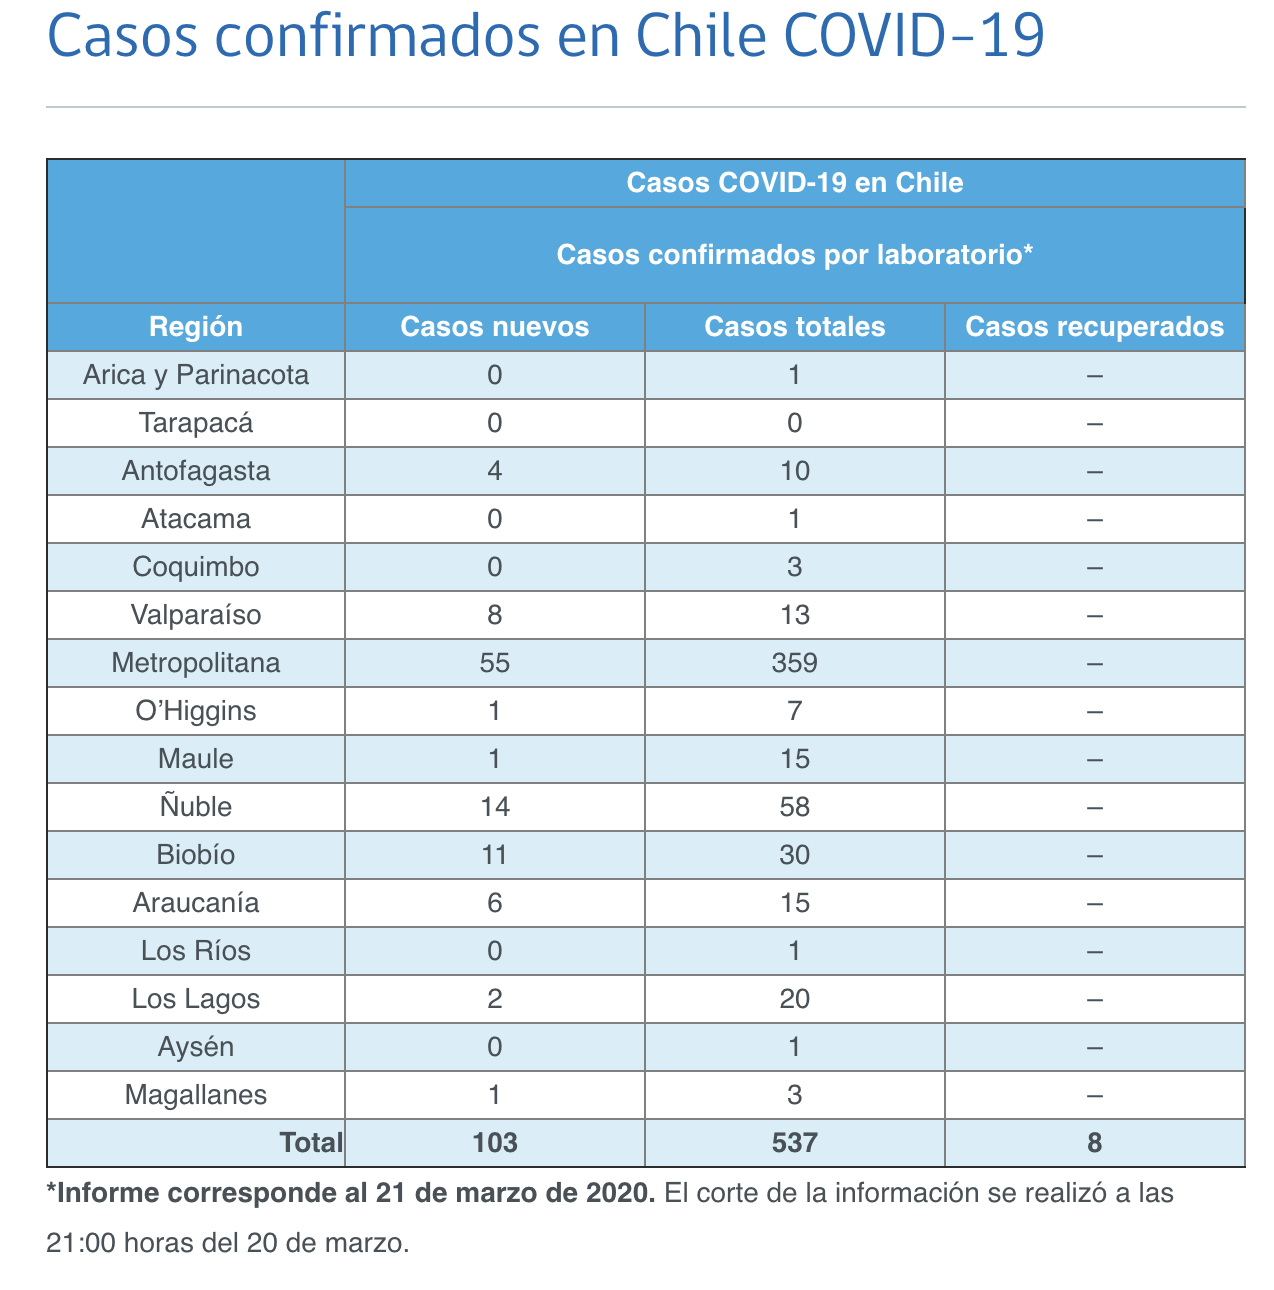 Casos confirmados en Chile COVID-19
Casos COVID-19 en Chile
Casos confirmados por laboratorio*
Región Casos nuevos Casos totales Casos recuperados
Arica y Parinacota 0 1 –
Tarapacá 0 0 –
Antofagasta 4 10 –
Atacama 0 1 –
Coquimbo 0 3 –
Valparaíso 8 13 –
Metropolitana 55 359 –
O’Higgins 1 7 –
Maule 1 15 –
Ñuble 14 58 –
Biobío 11 30 –
Araucanía 6 15 –
Los Ríos 0 1 –
Los Lagos 2 20 –
Aysén 0 1 –
Magallanes 1 3 –
Total 103 537 8
*Informe corresponde al 21 de marzo de 2020. El corte de la información se realizó a las
21:00 horas del 20 de marzo.